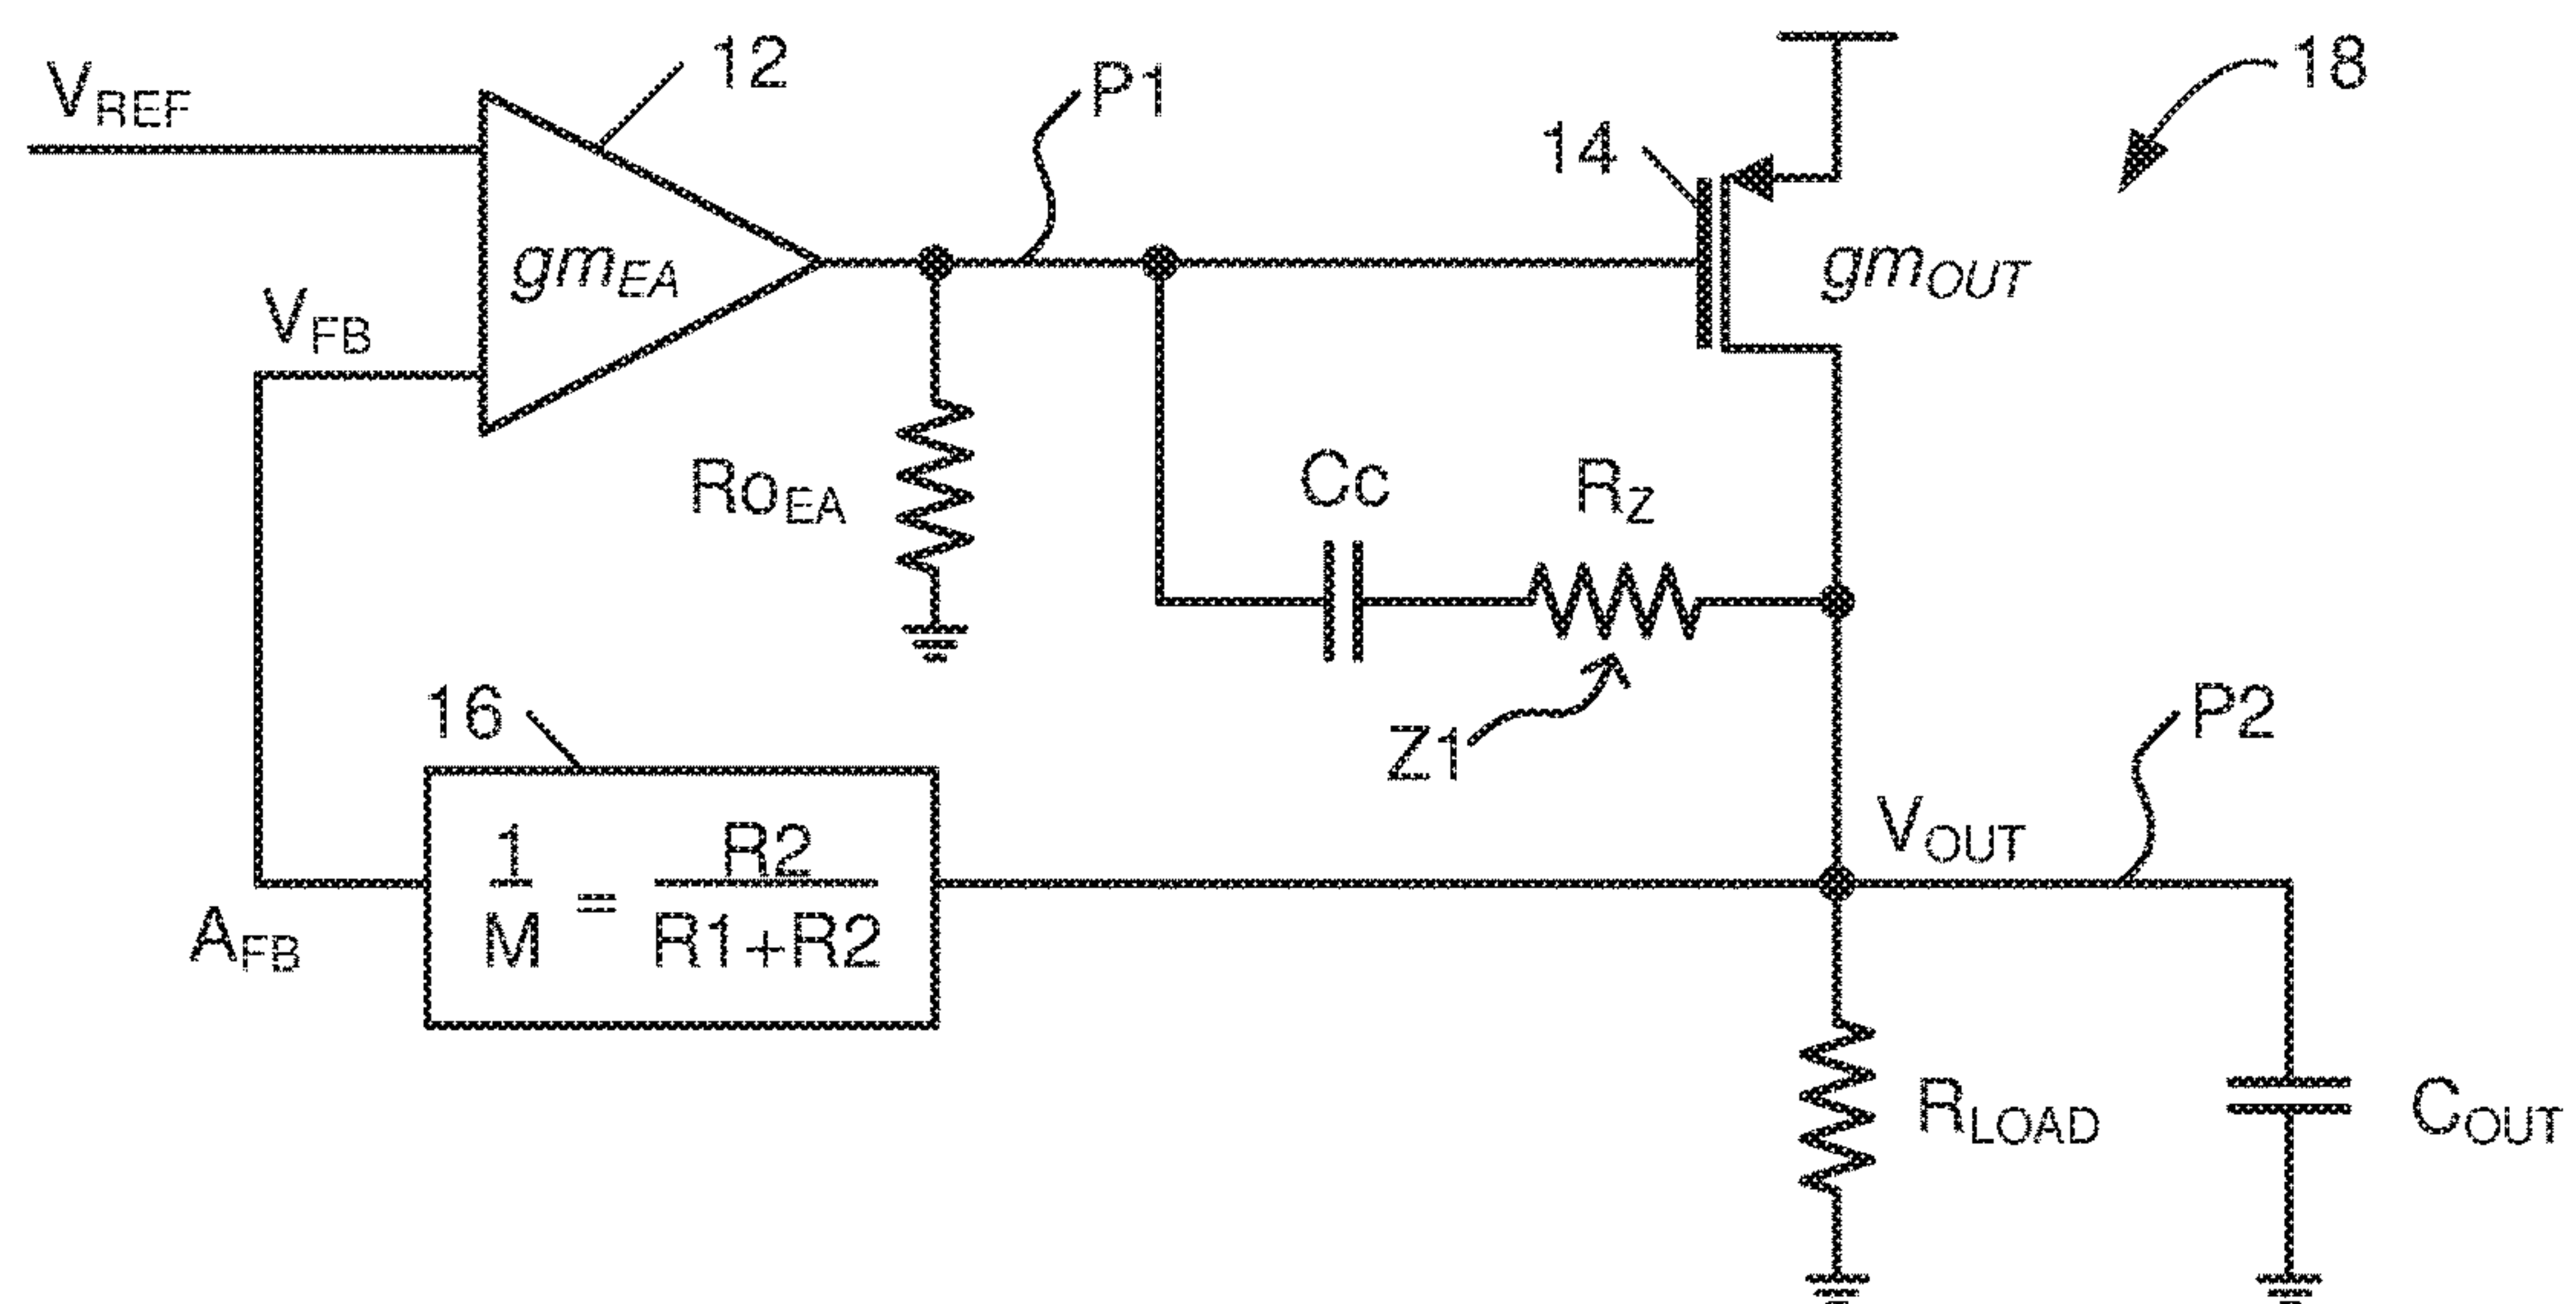 VREF
12
P1
18
14
gmEA
gmOUT
VFB
RoEA
Cc
RZ
Z1
16
P2
1/M = R2/R1+R2
VOUT
AFB
RLOAD
COUT